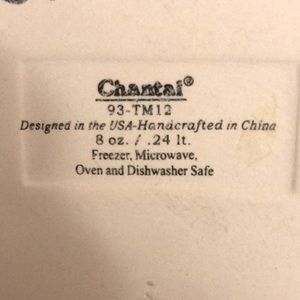 Chantal®
93-TM12
Designed in the USA-Handcrafted in China
8 oz. / .24 lt.
Freezer, Microwave,
Oven and Dishwasher Safe